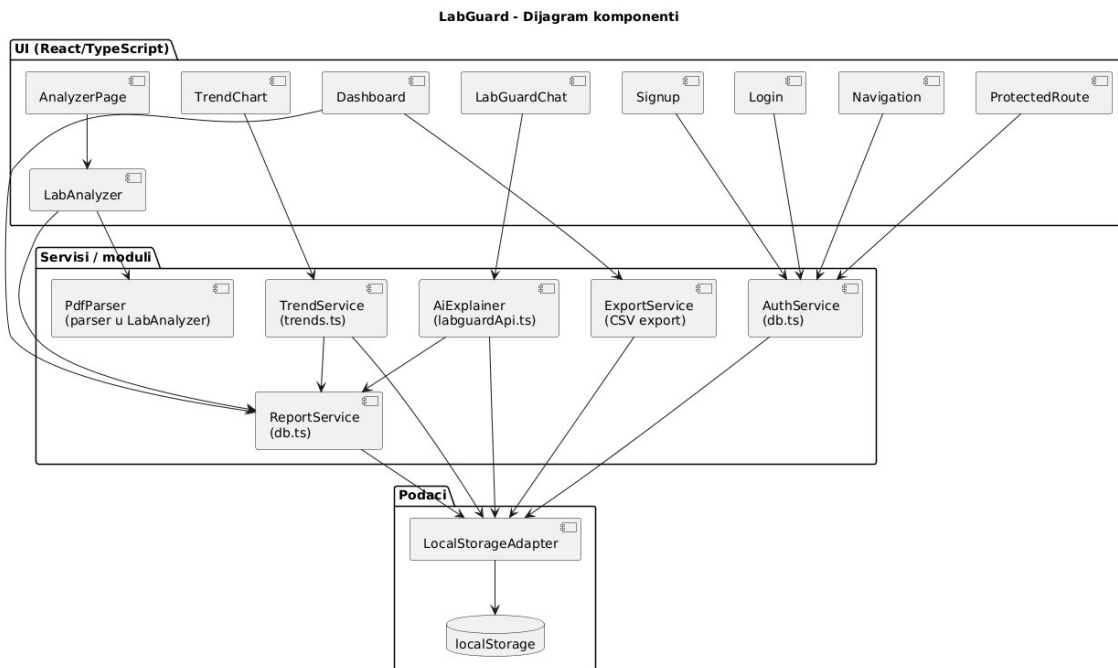 LabGuard - Dijagram komponenti
UI (React/TypeScript)
AnalyzerPage
TrendChart
Dashboard
LabGuardChat
Signup
Login
Navigation
ProtectedRoute
LabAnalyzer
Servisi / moduli
PdfParser
(parser u LabAnalyzer)
TrendService
(trends.ts)
AiExplainer
(labguardApi.ts)
ExportService
(CSV export)
AuthService
(db.ts)
ReportService
(db.ts)
Podaci
LocalStorageAdapter
localStorage